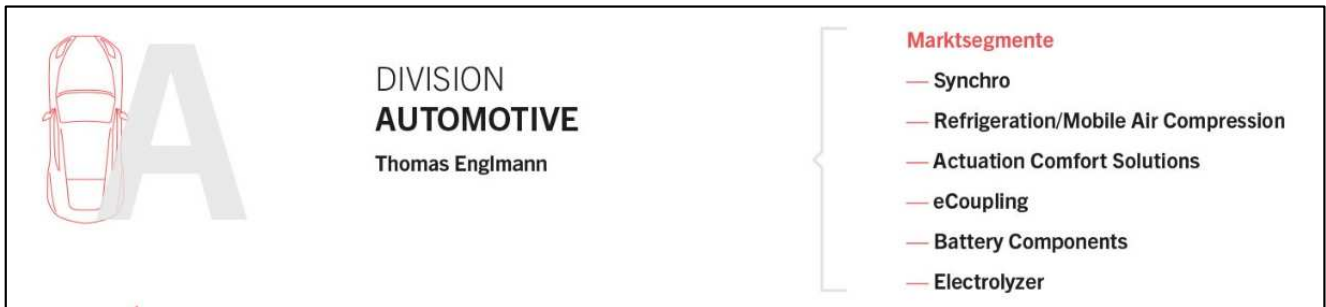 A
DIVISION
AUTOMOTIVE
Thomas Englmann
Marktsegmente
— Synchro
— Refrigeration/Mobile Air Compression
— Actuation Comfort Solutions
— eCoupling
— Battery Components
— Electrolyzer